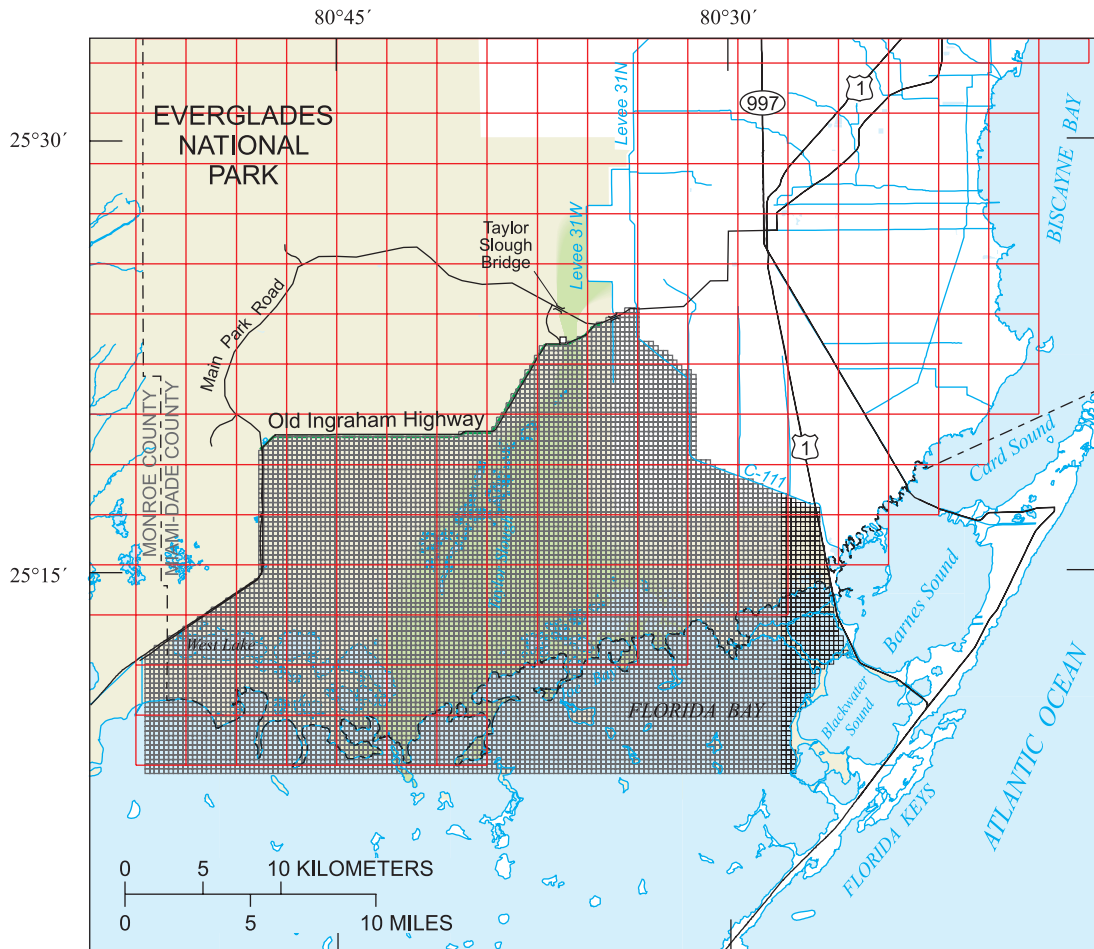 80°45´
80°30´
25°30´
25°15´
EVERGLADES
NATIONAL
PARK
Levee 31N
997
1
BISCAYNE BAY
Taylor
Slough
Bridge
Levee 31W
Main Park Road
Old Ingraham Highway
MONROE COUNTY
MIAMI-DADE COUNTY
1
C-111
Card Sound
Barnes Sound
West Lake
FLORIDA BAY
Blackwater
Sound
ATLANTIC OCEAN
FLORIDA KEYS
0 5 10 KILOMETERS
0 5 10 MILES